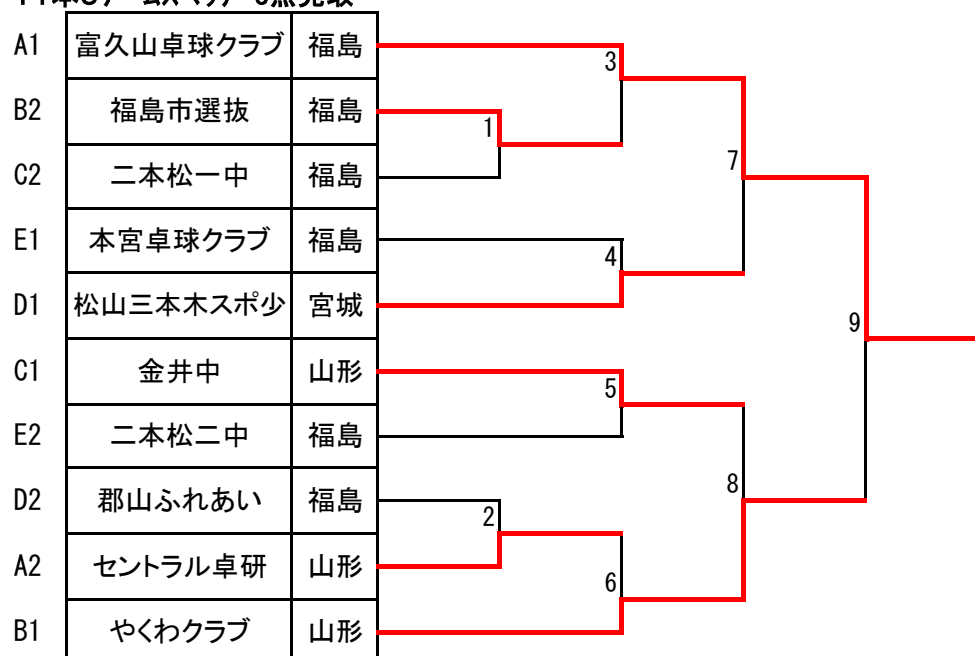 A1 富久山卓球クラブ 福島
3
B2 福島市選抜 福島
1
C2 二本松一中 福島
7
E1 本宮卓球クラブ 福島
4
D1 松山三本木スポ少 宮城
9
C1 金井中 山形
5
E2 二本松二中 福島
8
D2 郡山ふれあい 福島
2
A2 セントラル卓研 山形
6
B1 やくわクラブ 山形